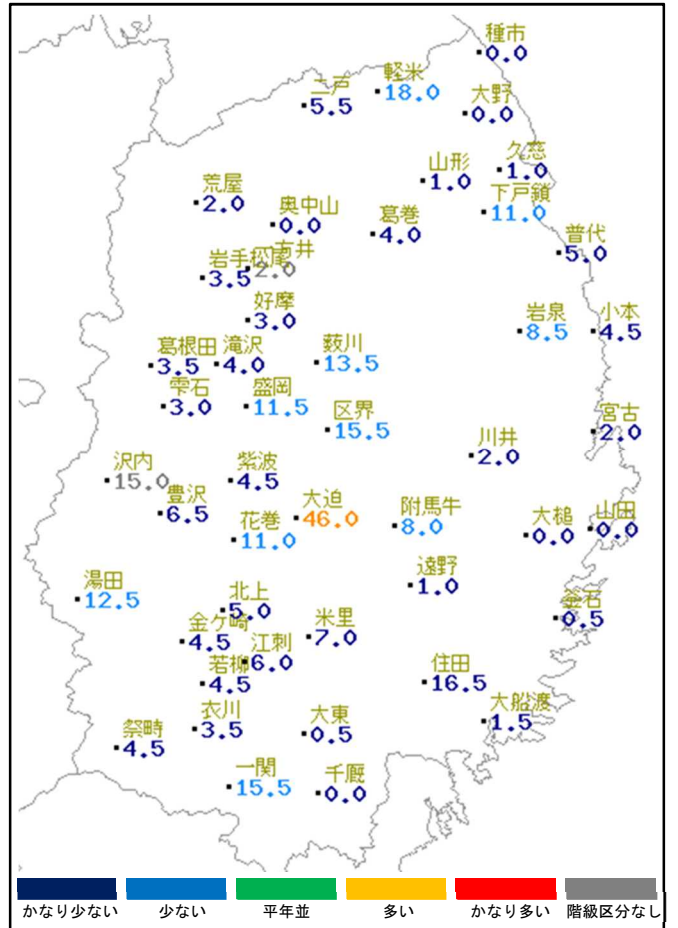 種市
0.0
軽米
18.0
二戸
5.5
大野
0.0
久慈
1.0
山形
1.0
下戸鎖
11.0
荒屋
2.0
奥中山
0.0
葛巻
4.0
普代
5.0
一方井
2.0
岩手松尾
3.5
好摩
3.0
岩泉
8.5
小本
4.5
葛根田
3.5
滝沢
4.0
薮川
13.5
雫石
3.0
盛岡
11.5
区界
15.5
宮古
2.0
川井
2.0
沢内
15.0
紫波
4.5
豊沢
6.5
大迫
46.0
花巻
11.0
附馬牛
8.0
大槌
0.0
山田
0.0
湯田
12.5
遠野
1.0
北上
5.0
釜石
0.5
金ケ崎
4.5
米里
7.0
江刺
6.0
若柳
4.5
住田
16.5
大船渡
1.5
衣川
3.5
大東
0.5
祭畤
4.5
一関
15.5
千厩
0.0
かなり少ない 少ない 平年並 多い かなり多い 階級区分なし